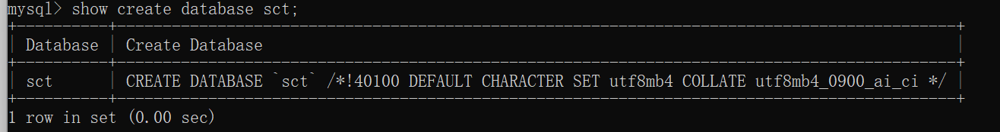 mysql> show create database sct;
+----------+----------------------------------------------------------------------------------------------+
| Database | Create Database                                                                              |
+----------+----------------------------------------------------------------------------------------------+
| sct      | CREATE DATABASE `sct` /*!40100 DEFAULT CHARACTER SET utf8mb4 COLLATE utf8mb4_0900_ai_ci */ |
+----------+----------------------------------------------------------------------------------------------+
1 row in set (0.00 sec)